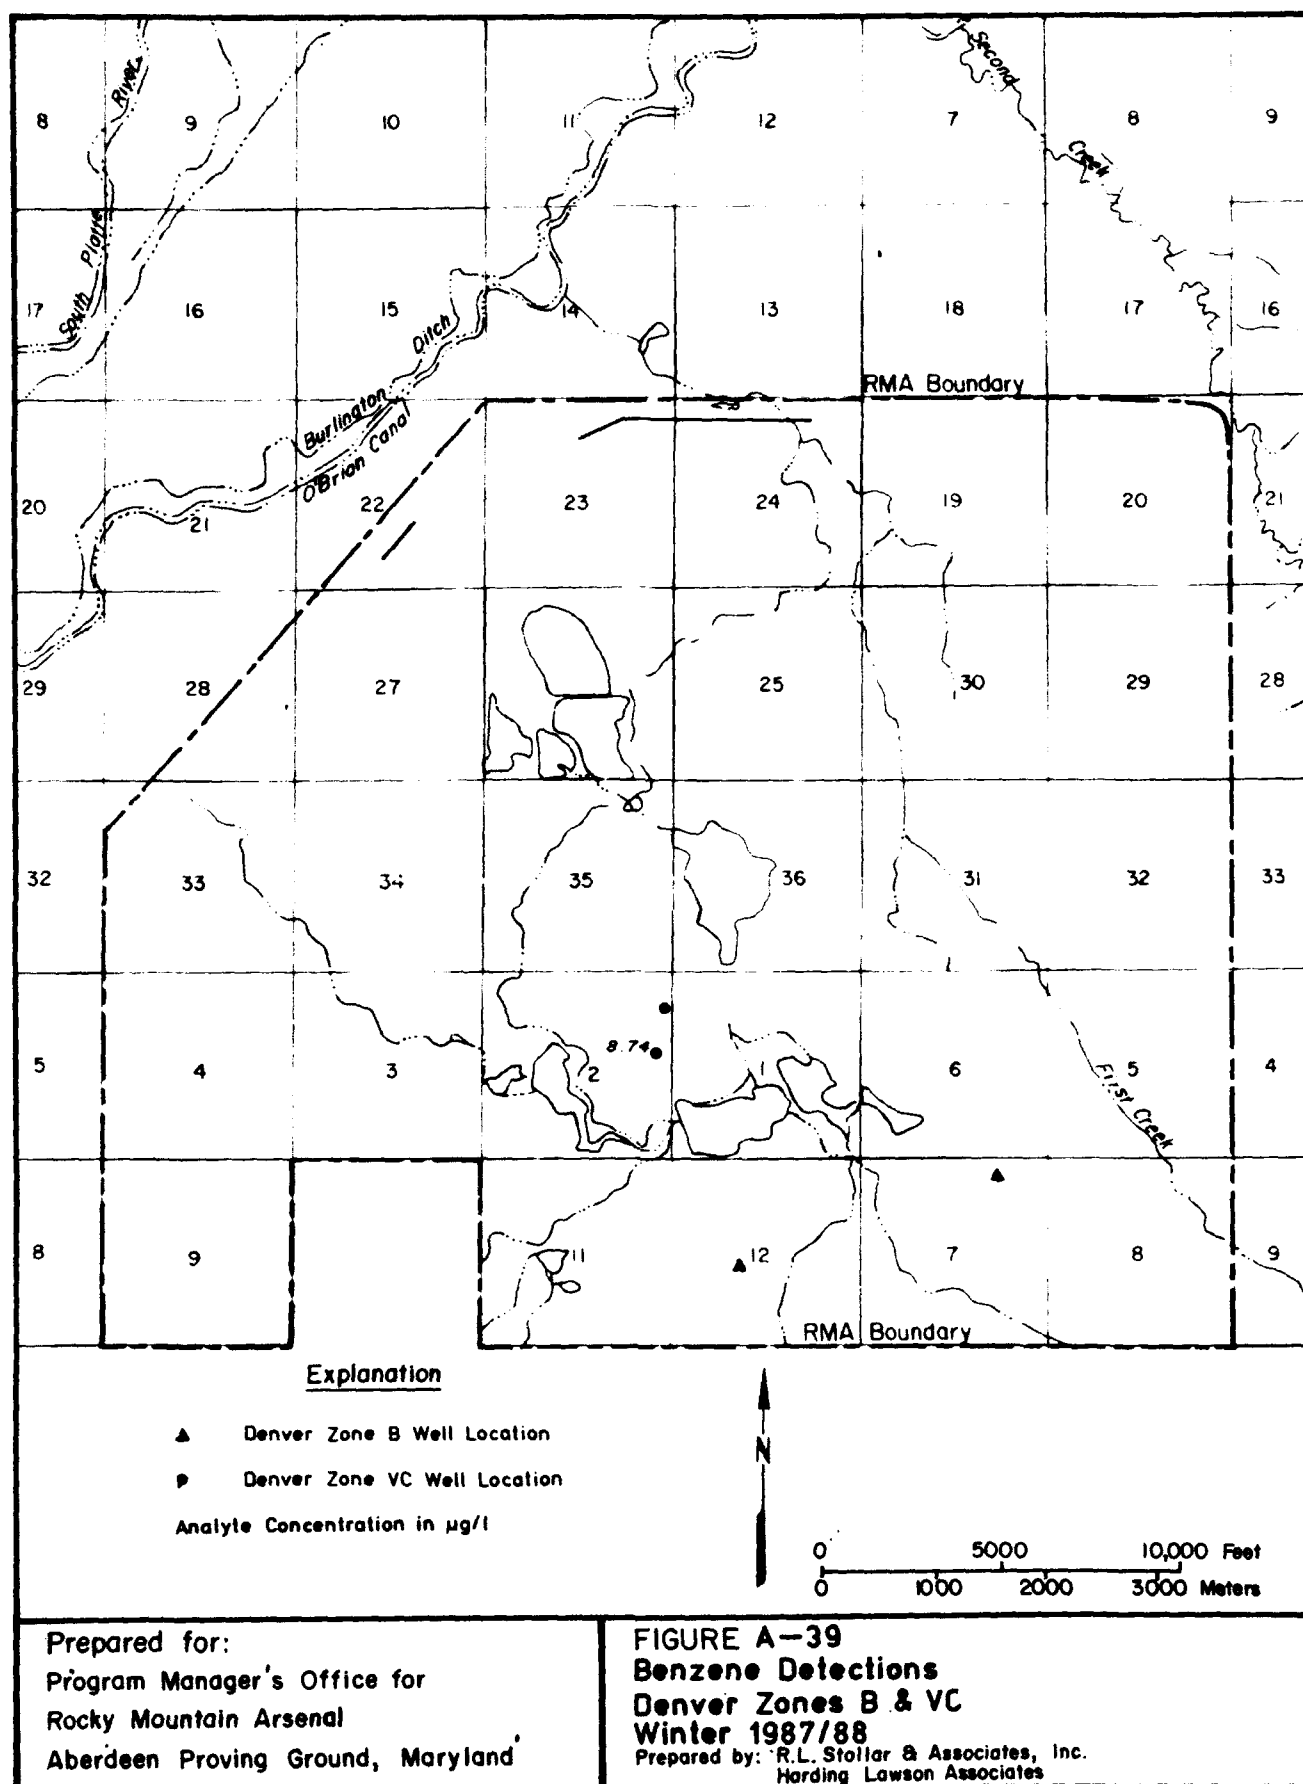 River
Second
8 9 10 11 12 7 8 9
Creek
South Platte
17 16 15 14 13 18 17 16
Ditch
Burlington
O'Brian Canal
RMA Boundary
20 21 22 23 24 19 20 21
29 28 27 25 30 29 28
32 33 34 35 36 31 32 33
8.74
5 4 3 2 1 6 5 4
First Creek
8 9 11 12 7 8 9
RMA Boundary
Explanation
Denver Zone B Well Location
Denver Zone VC Well Location
Analyte Concentration in µg/l
N
0 5000 10,000 Feet
0 1000 2000 3000 Meters
Prepared for:
Program Manager's Office for
Rocky Mountain Arsenal
Aberdeen Proving Ground, Maryland
FIGURE A-39
Benzene Detections
Denver Zones B & VC
Winter 1987/88
Prepared by: R.L. Stollar & Associates, Inc.
Harding Lawson Associates